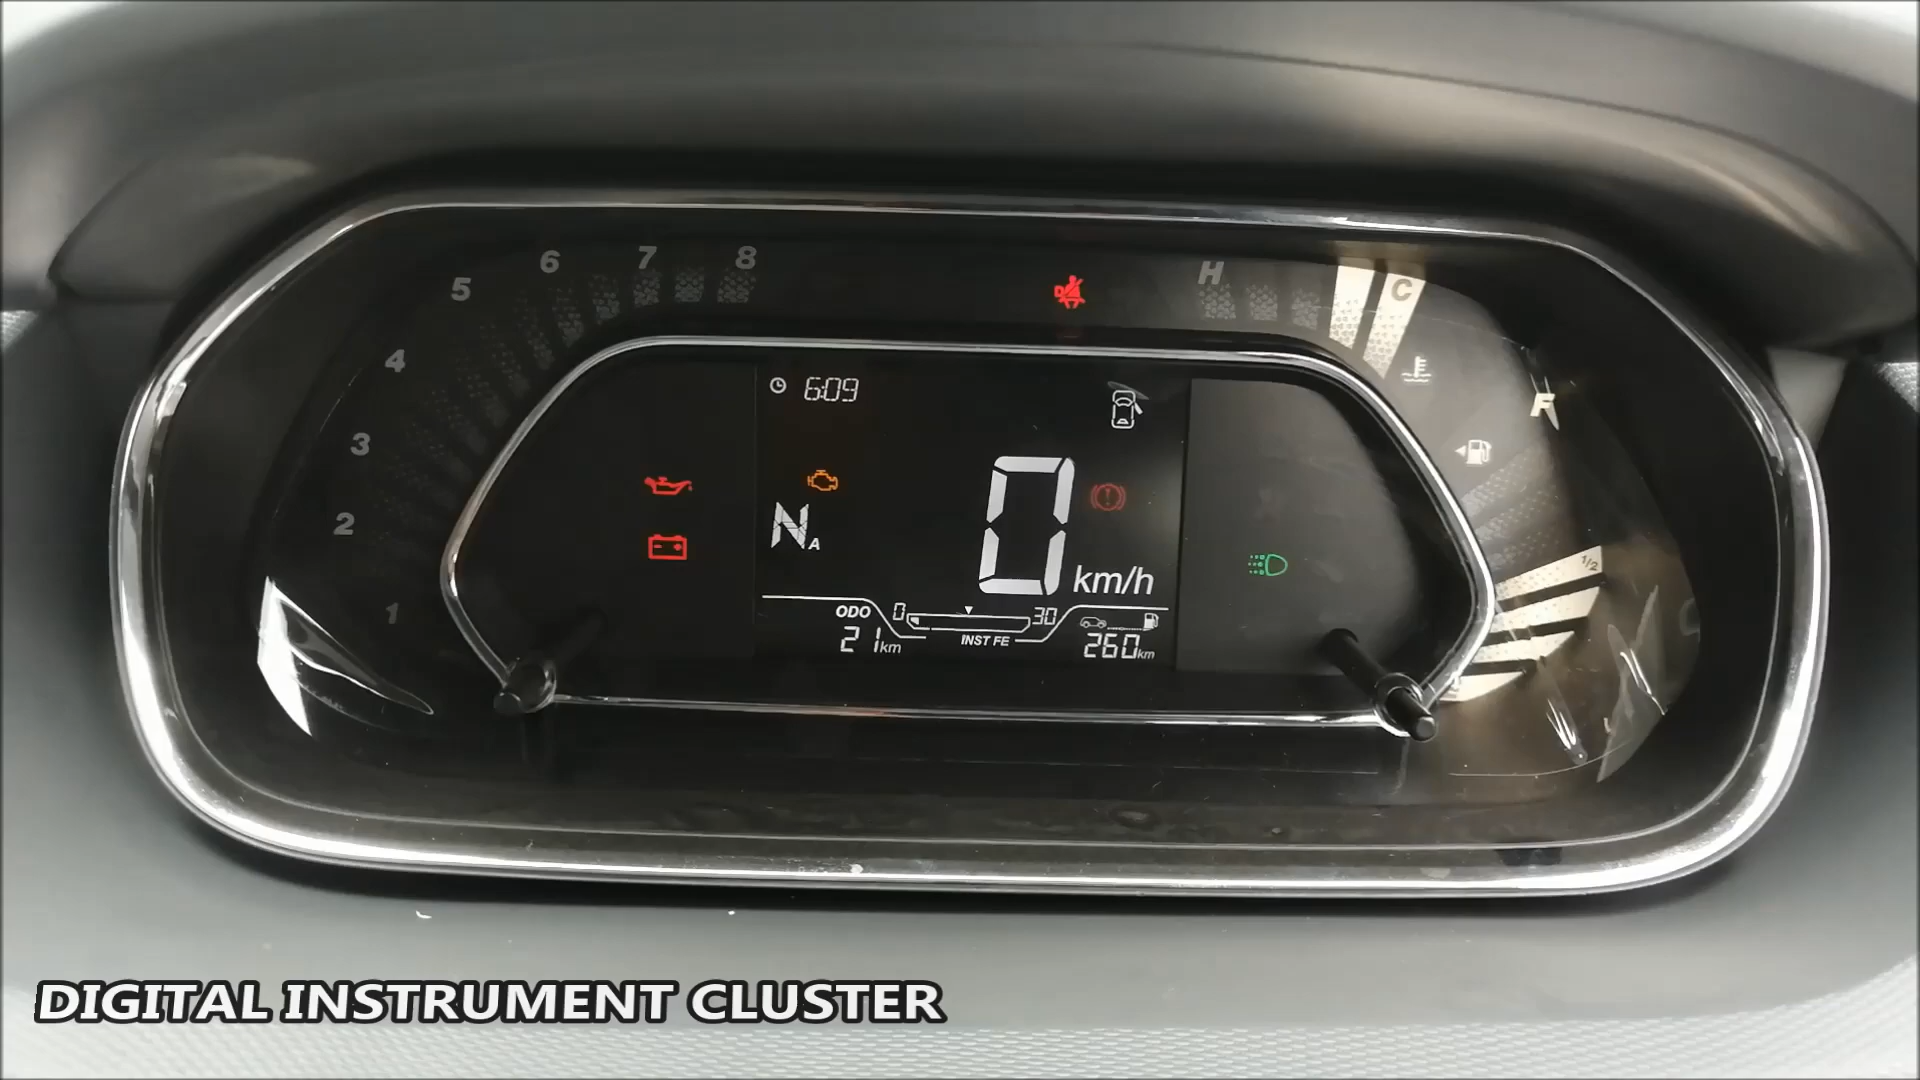 5 6 7 8
H C
4
3
2
1
6:09
F
N A
0 km/h
1/2
ODO 0 30
21 km INST FE 260 km
DIGITAL INSTRUMENT CLUSTER